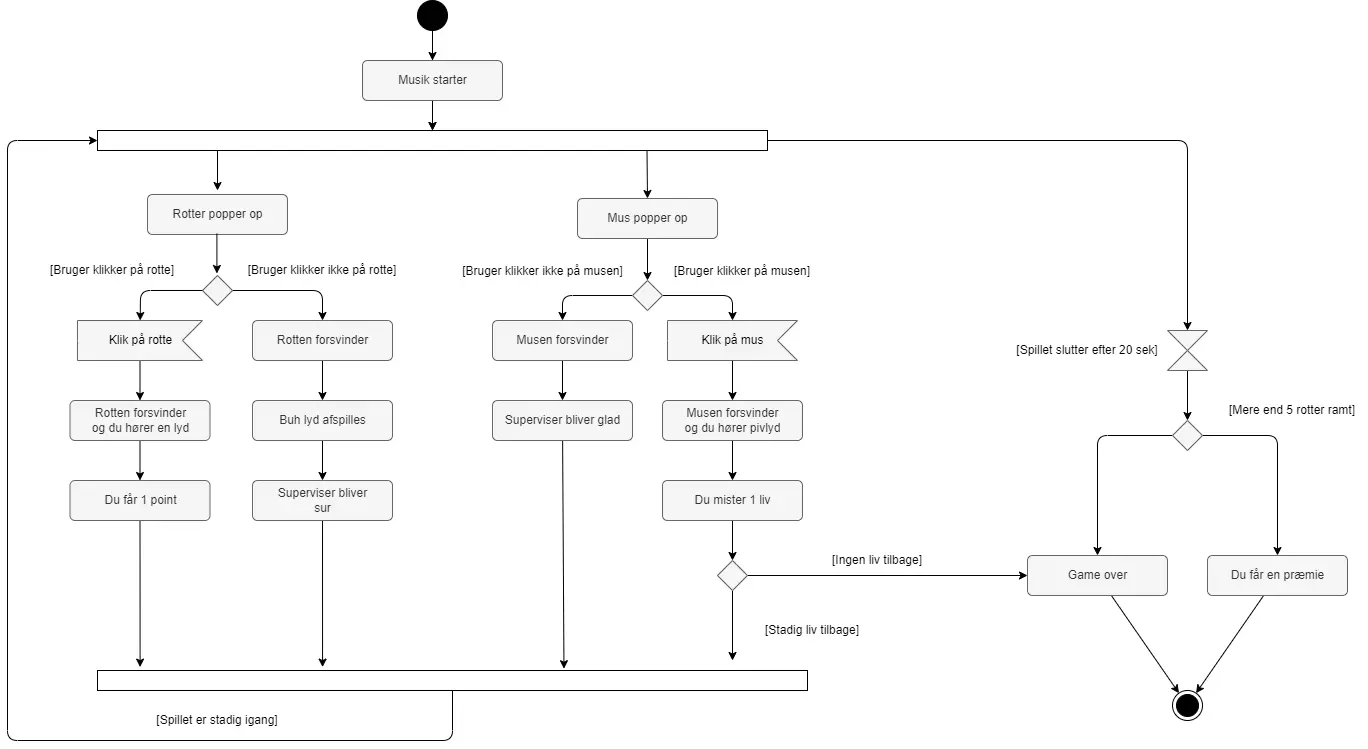 Musik starter
Rotter popper op
Mus popper op
[Bruger klikker på rotte]
[Bruger klikker ikke på rotte]
[Bruger klikker ikke på musen]
[Bruger klikker på musen]
Klik på rotte
Rotten forsvinder
Musen forsvinder
Klik på mus
[Spillet slutter efter 20 sek]
Rotten forsvinder
og du hører en lyd
Buh lyd afspilles
Superviser bliver glad
Musen forsvinder
og du hører pivlyd
[Mere end 5 rotter ramt]
Du får 1 point
Superviser bliver
sur
Du mister 1 liv
[Ingen liv tilbage]
Game over
Du får en præmie
[Stadig liv tilbage]
[Spillet er stadig igang]